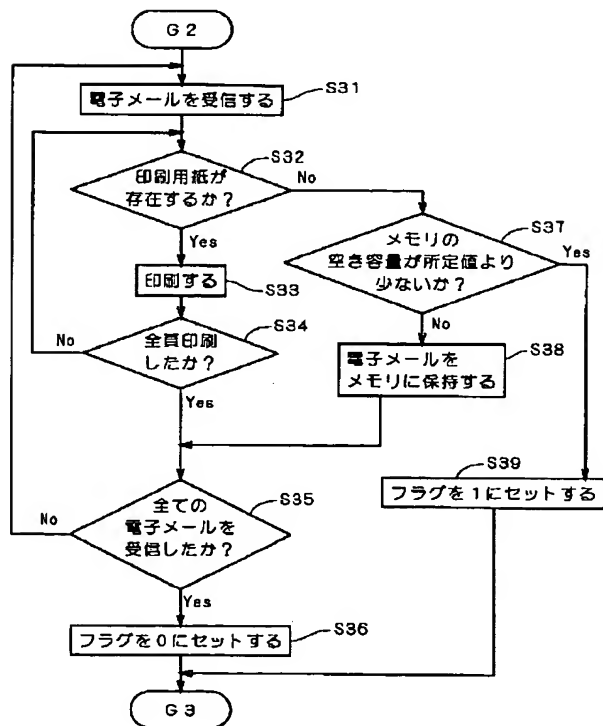 G2
電子メールを受信する
S31
印刷用紙が
存在するか?
S32
No
Yes
印刷する
S33
全頁印刷
したか?
S34
No
Yes
メモリの
空き容量が所定値より
少ないか?
S37
Yes
No
電子メールを
メモリに保持する
S38
フラグを1にセットする
S39
全ての
電子メールを
受信したか?
S35
No
Yes
フラグを0にセットする
S36
G3